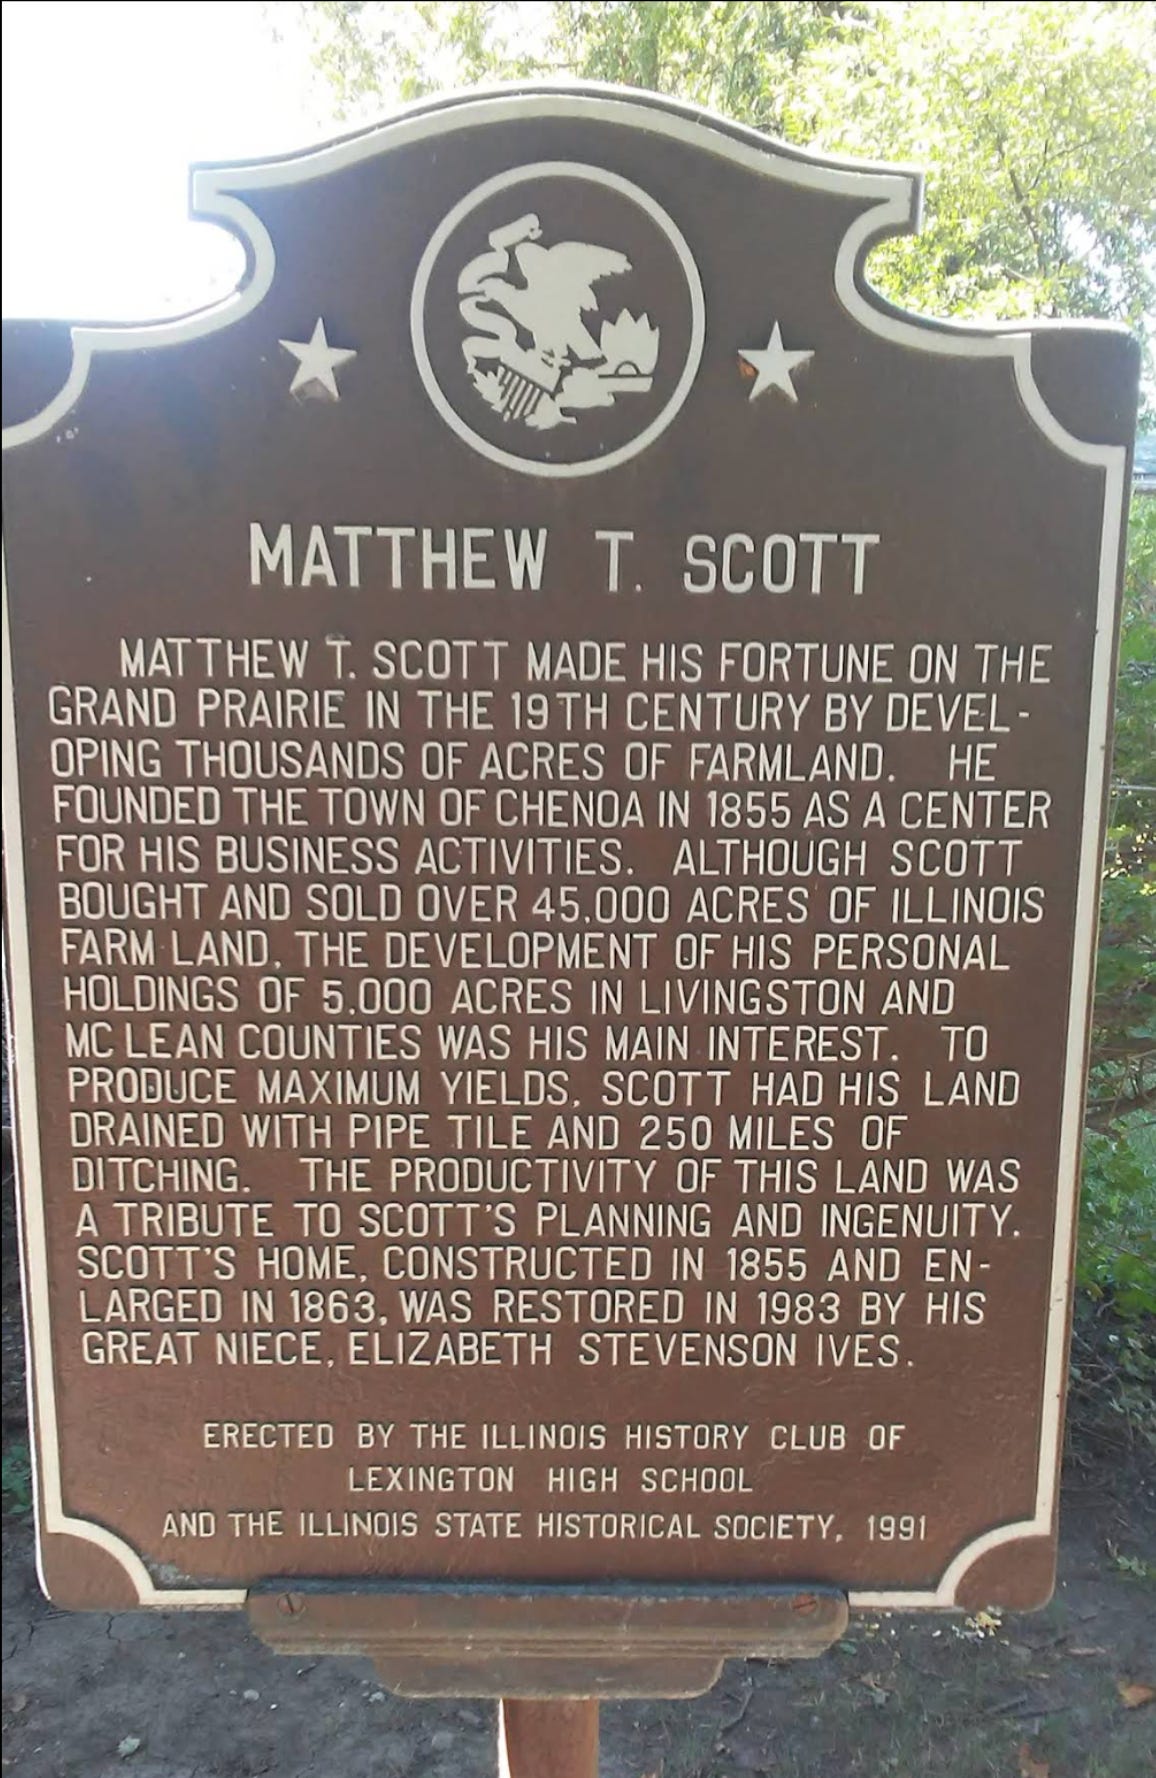 MATTHEW T. SCOTT
MATTHEW T. SCOTT MADE HIS FORTUNE ON THE
GRAND PRAIRIE IN THE 19TH CENTURY BY DEVEL-
OPING THOUSANDS OF ACRES OF FARMLAND. HE
FOUNDED THE TOWN OF CHENOA IN 1855 AS A CENTER
FOR HIS BUSINESS ACTIVITIES. ALTHOUGH SCOTT
BOUGHT AND SOLD OVER 45,000 ACRES OF ILLINOIS
FARM LAND, THE DEVELOPMENT OF HIS PERSONAL
HOLDINGS OF 5,000 ACRES IN LIVINGSTON AND
MC LEAN COUNTIES WAS HIS MAIN INTEREST. TO
PRODUCE MAXIMUM YIELDS, SCOTT HAD HIS LAND
DRAINED WITH PIPE TILE AND 250 MILES OF
DITCHING. THE PRODUCTIVITY OF THIS LAND WAS
A TRIBUTE TO SCOTT'S PLANNING AND INGENUITY.
SCOTT'S HOME, CONSTRUCTED IN 1855 AND EN-
LARGED IN 1863, WAS RESTORED IN 1983 BY HIS
GREAT NIECE, ELIZABETH STEVENSON IVES.
ERECTED BY THE ILLINOIS HISTORY CLUB OF
LEXINGTON HIGH SCHOOL
AND THE ILLINOIS STATE HISTORICAL SOCIETY, 1991